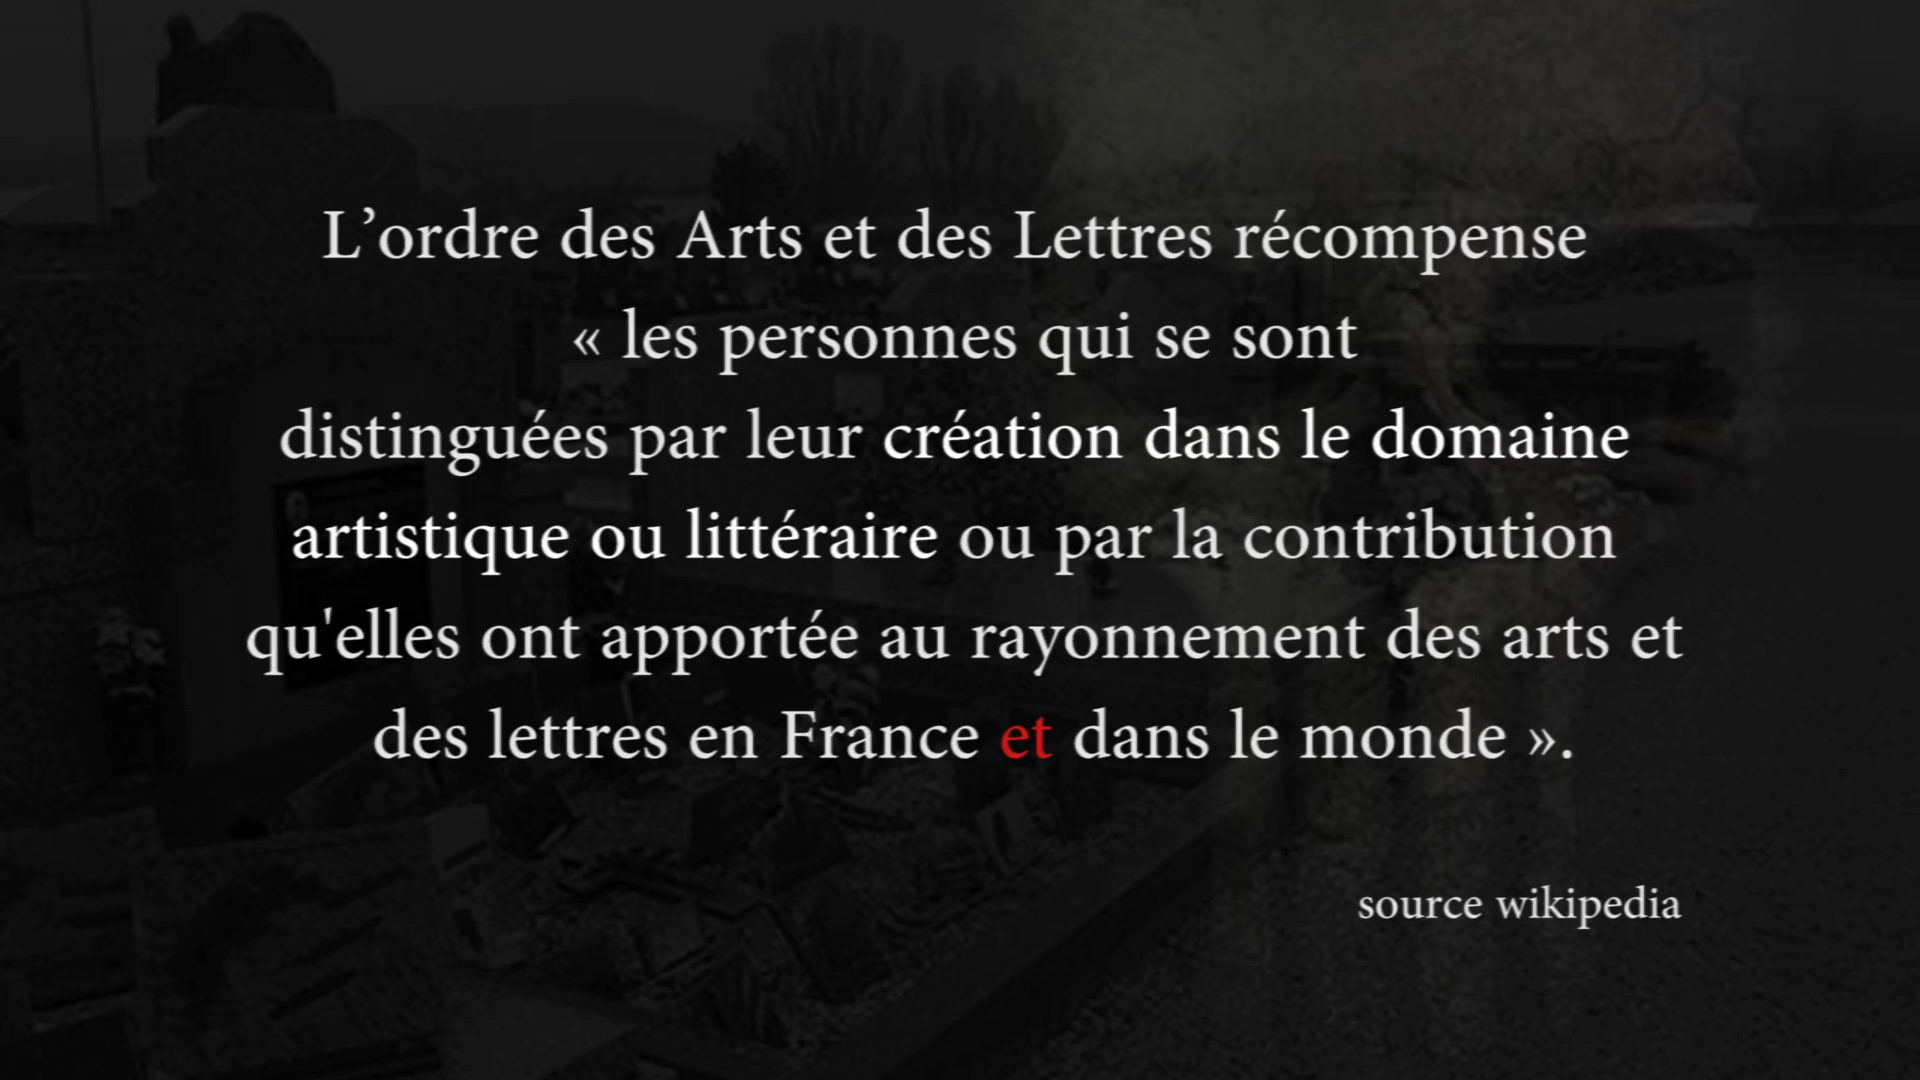 L’ordre des Arts et des Lettres récompense
« les personnes qui se sont
distinguées par leur création dans le domaine
artistique ou littéraire ou par la contribution
qu'elles ont apportée au rayonnement des arts et
des lettres en France et dans le monde ».
source wikipedia